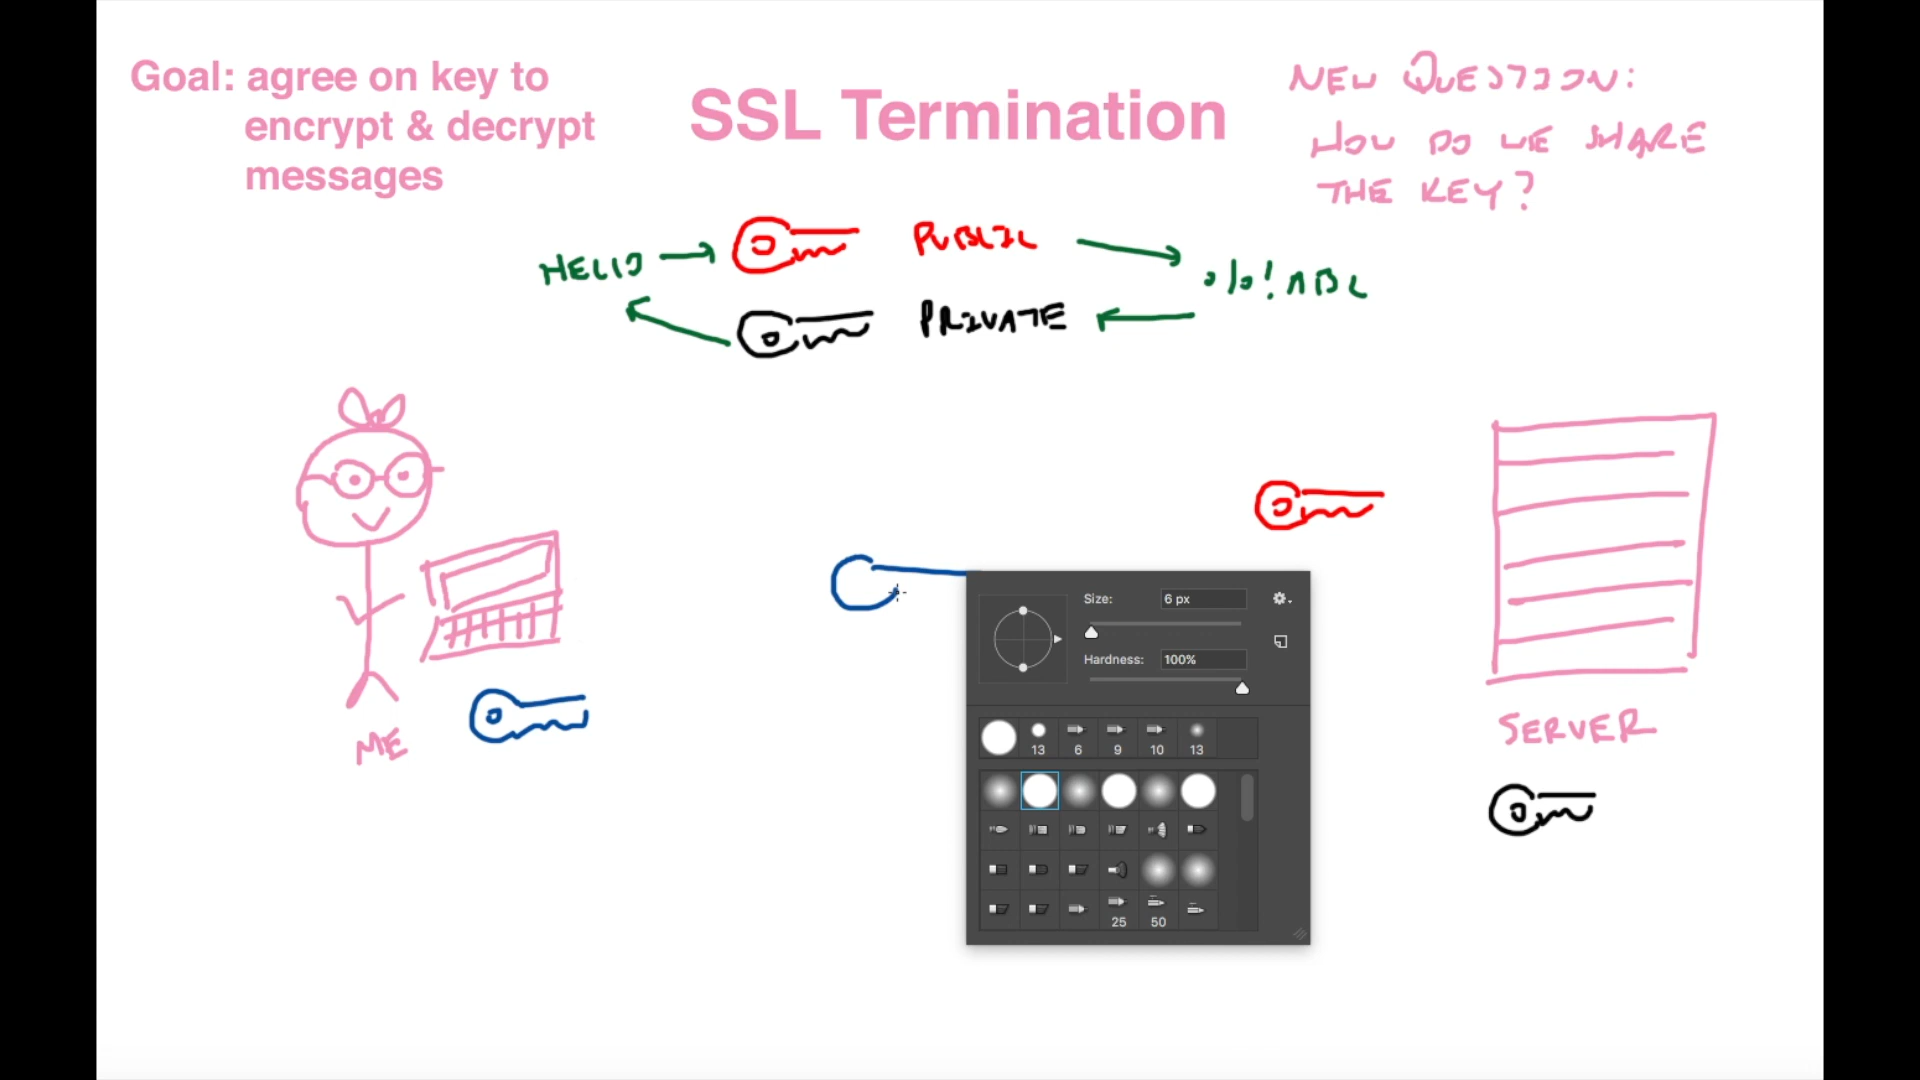 Goal: agree on key to
encrypt & decrypt
messages
SSL Termination
NEW QUESTION:
HOW DO WE SHARE
THE KEY?
HELLO
PUBLIC
%!ABC
PRIVATE
ME
SERVER
Size:
6 px
Hardness:
100%
13 6 9 10 13
25 50